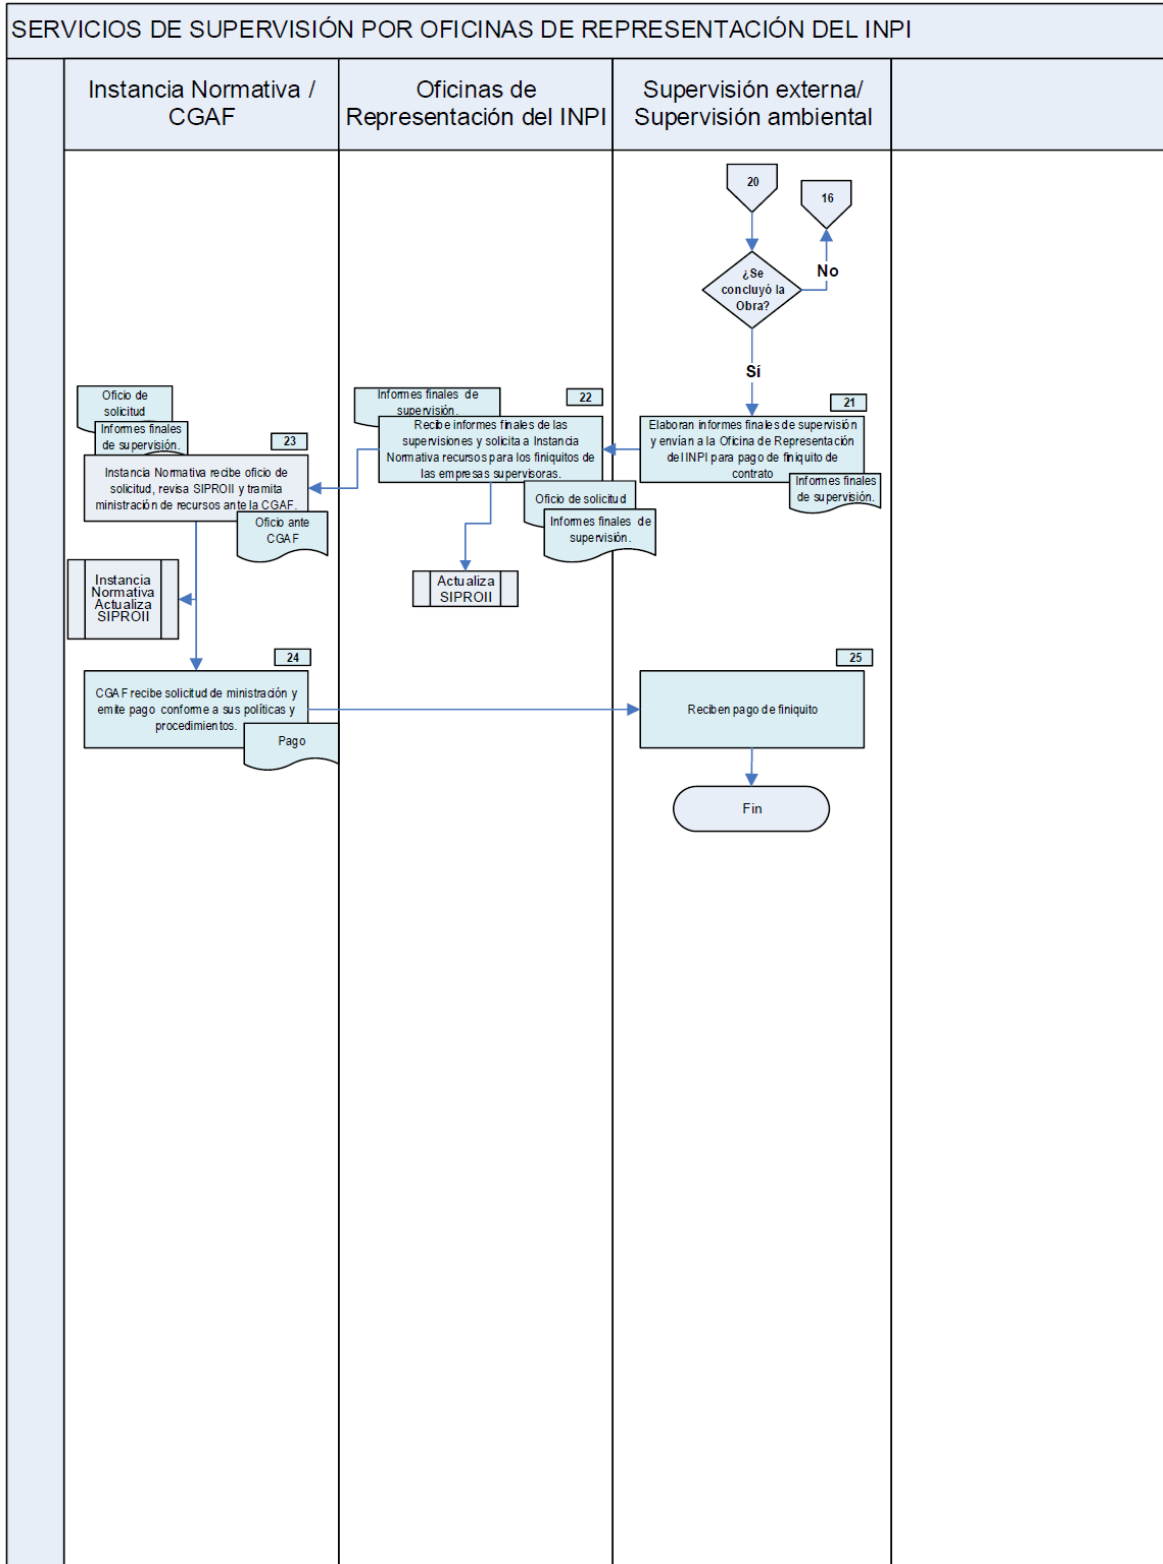 SERVICIOS DE SUPERVISIÓN POR OFICINAS DE REPRESENTACIÓN DEL INPI
Instancia Normativa /
CGAF
Oficinas de
Representación del INPI
Supervisión externa/
Supervisión ambiental
20
16
¿Se
concluyó la
Obra?
No
Sí
21
Elaboran informes finales de supervisión
y envían a la Oficina de Representación
del INPI para pago de finiquito de
contrato
Informes finales
de supervisión.
22
Informes finales de
supervisión.
Recibe informes finales de las
supervisiones y solicita a Instancia
Normativa recursos para los finiquitos de
las empresas supervisoras.
Oficio de solicitud
Informes finales de
supervisión.
Actualiza
SIPROII
Oficio de
solicitud
Informes finales
de supervisión.
23
Instancia Normativa recibe oficio de
solicitud, revisa SIPROII y tramita
ministración de recursos ante la CGAF.
Oficio ante
CGAF
Instancia
Normativa
Actualiza
SIPROII
24
CGAF recibe solicitud de ministración y
emite pago conforme a sus políticas y
procedimientos.
Pago
25
Reciben pago de finiquito
Fin